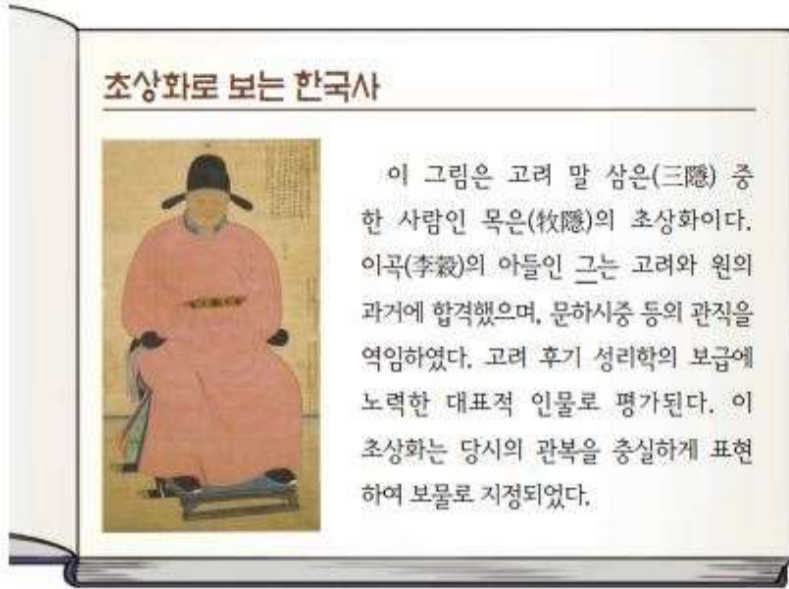 초상화로 보는 한국사
이 그림은 고려 말 삼은(三隱) 중
한 사람인 목은(牧隱)의 초상화이다.
이곡(李穀)의 아들인 그는 고려와 원의
과거에 합격했으며, 문하시중 등의 관직을
역임하였다. 고려 후기 성리학의 보급에
노력한 대표적 인물로 평가된다. 이
초상화는 당시의 관복을 충실하게 표현
하여 보물로 지정되었다.